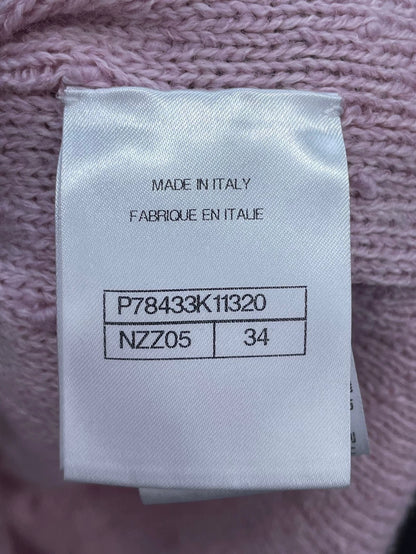 MADE IN ITALY
FABRIQUE EN ITALIE
P78433K11320
NZZ05 34